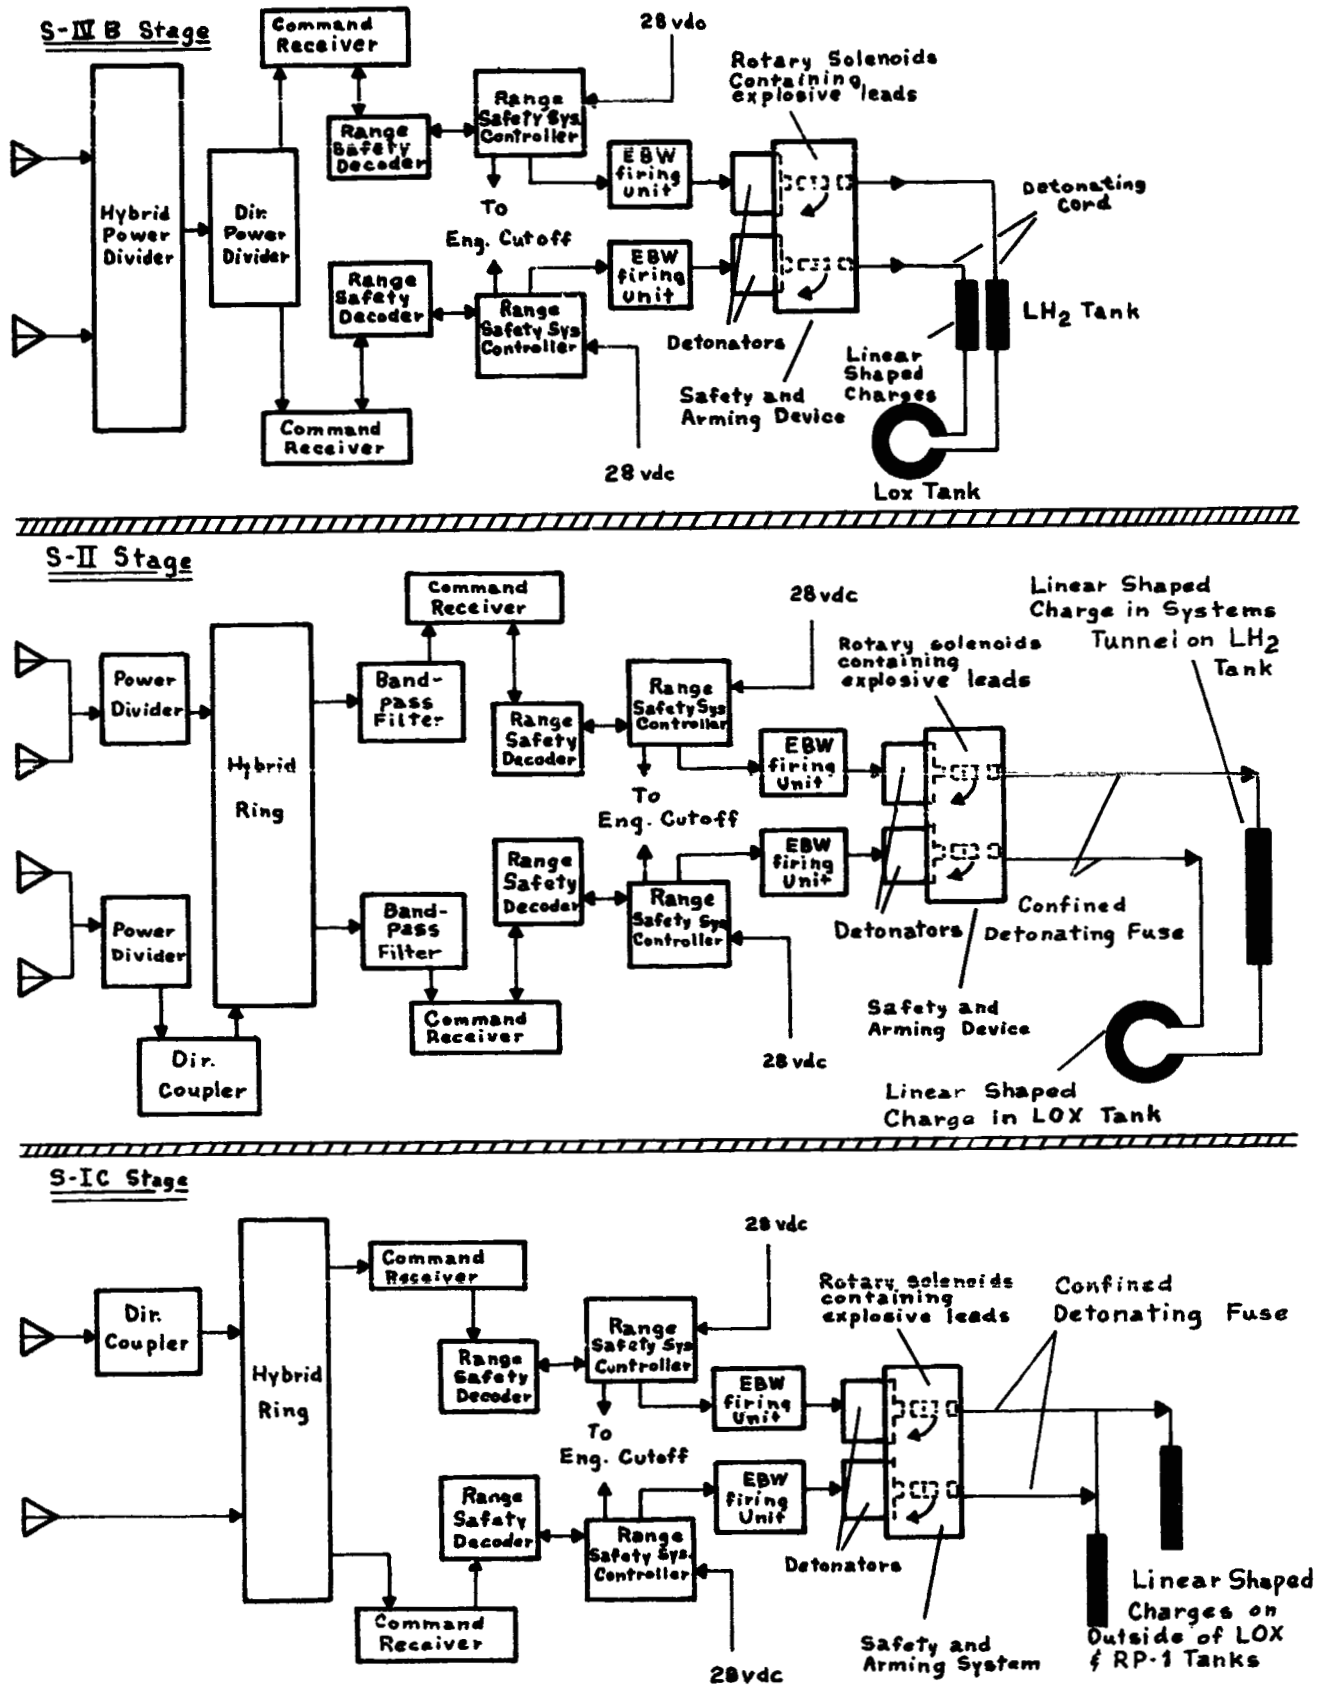 S-IV B Stage
Command
Receiver
28 vdc
Rotary Solenoids
Containing
explosive leads
Range
Safety Sys.
Controller
Range
Safety
Decoder
EBW
firing
unit
Detonating
Cord
Hybrid
Power
Divider
Dir.
Power
Divider
To
Eng. Cutoff
EBW
firing
unit
Range
Safety
Decoder
Range
Safety Sys
Controller
Detonators
LH2 Tank
Linear
Shaped
Charges
Safety and
Arming Device
Command
Receiver
28 vdc
Lox Tank
S-II Stage
Command
Receiver
28 vdc
Linear Shaped
Charge in Systems
Tunnel on LH2
Tank
Rotary solenoids
containing
explosive leads
Power
Divider
Band-
pass
Filter
Range
Safety Sys
Controller
Range
Safety
Decoder
EBW
firing
Unit
Hybrid
Ring
To
Eng. Cutoff
EBW
firing
Unit
Range
Safety
Decoder
Range
Safety Sys
Controller
Power
Divider
Band-
pass
Filter
Detonators
Confined
Detonating Fuse
Safety and
Arming Device
Command
Receiver
28 vdc
Dir.
Coupler
Linear Shaped
Charge in LOX Tank
S-IC Stage
28 vdc
Command
Receiver
Rotary solenoids
containing
explosive leads
Confined
Detonating Fuse
Dir.
Coupler
Range
Safety Sys
Controller
Range
Safety
Decoder
EBW
firing
Unit
Hybrid
Ring
To
Eng. Cutoff
EBW
firing
Unit
Range
Safety
Decoder
Range
Safety Sys.
Controller
Detonators
Linear Shaped
Charges on
Outside of LOX
& RP-1 Tanks
Command
Receiver
Safety and
Arming System
28 vdc